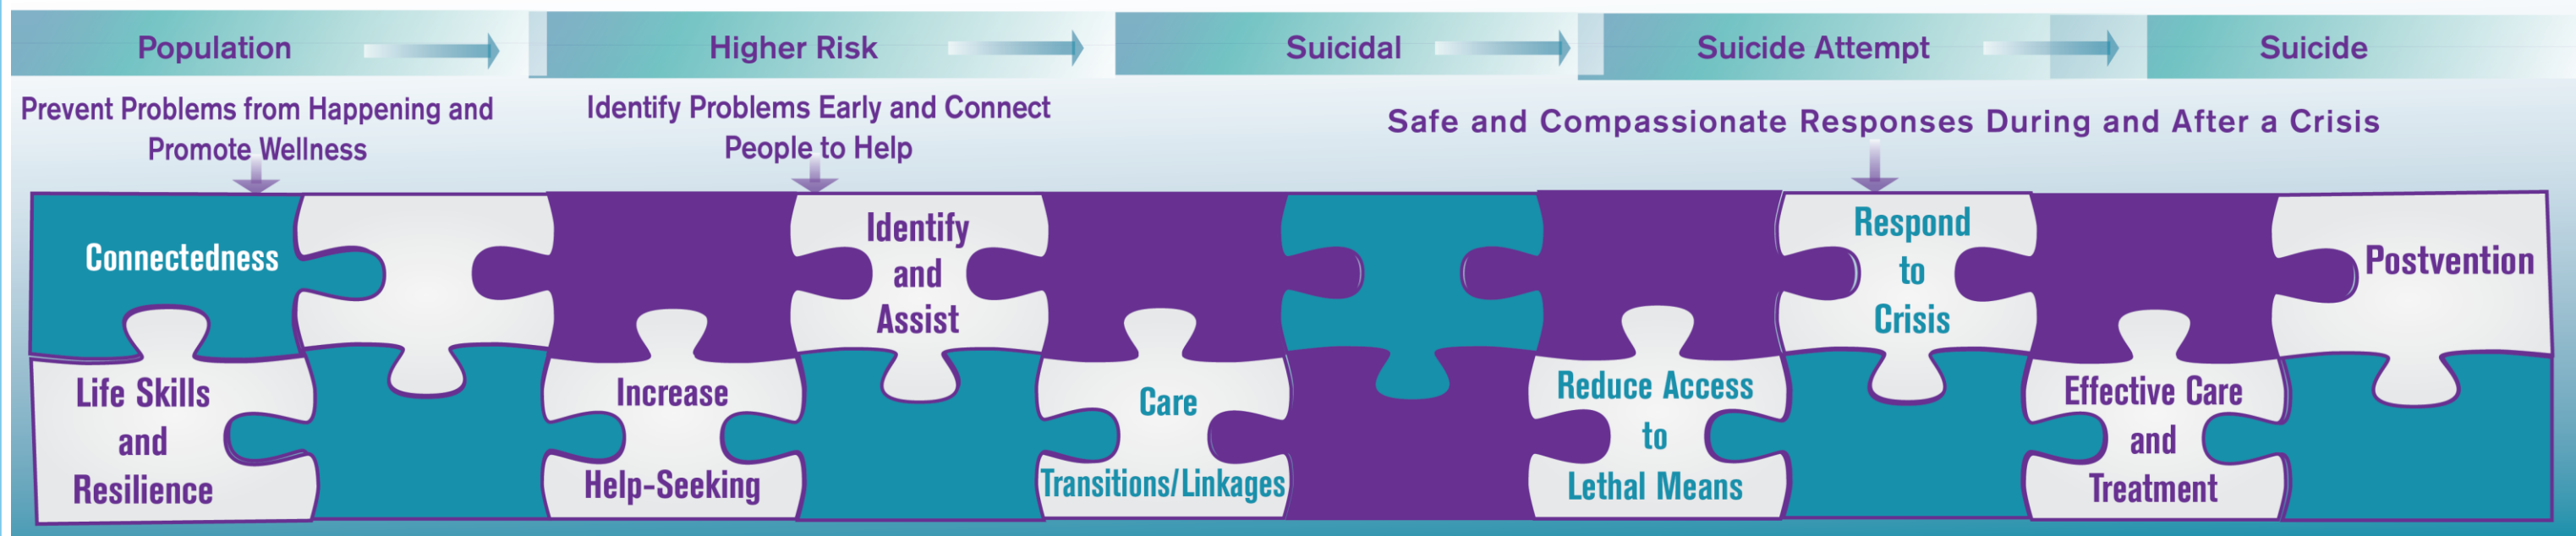 Population
Higher Risk
Suicidal
Suicide Attempt
Suicide
Prevent Problems from Happening and
Promote Wellness
Identify Problems Early and Connect
People to Help
Safe and Compassionate Responses During and After a Crisis
Connectedness
Life Skills
and
Resilience
Increase
Help-Seeking
Identify
and
Assist
Care
Transitions/Linkages
Reduce Access
to
Lethal Means
Respond
to
Crisis
Effective Care
and
Treatment
Postvention